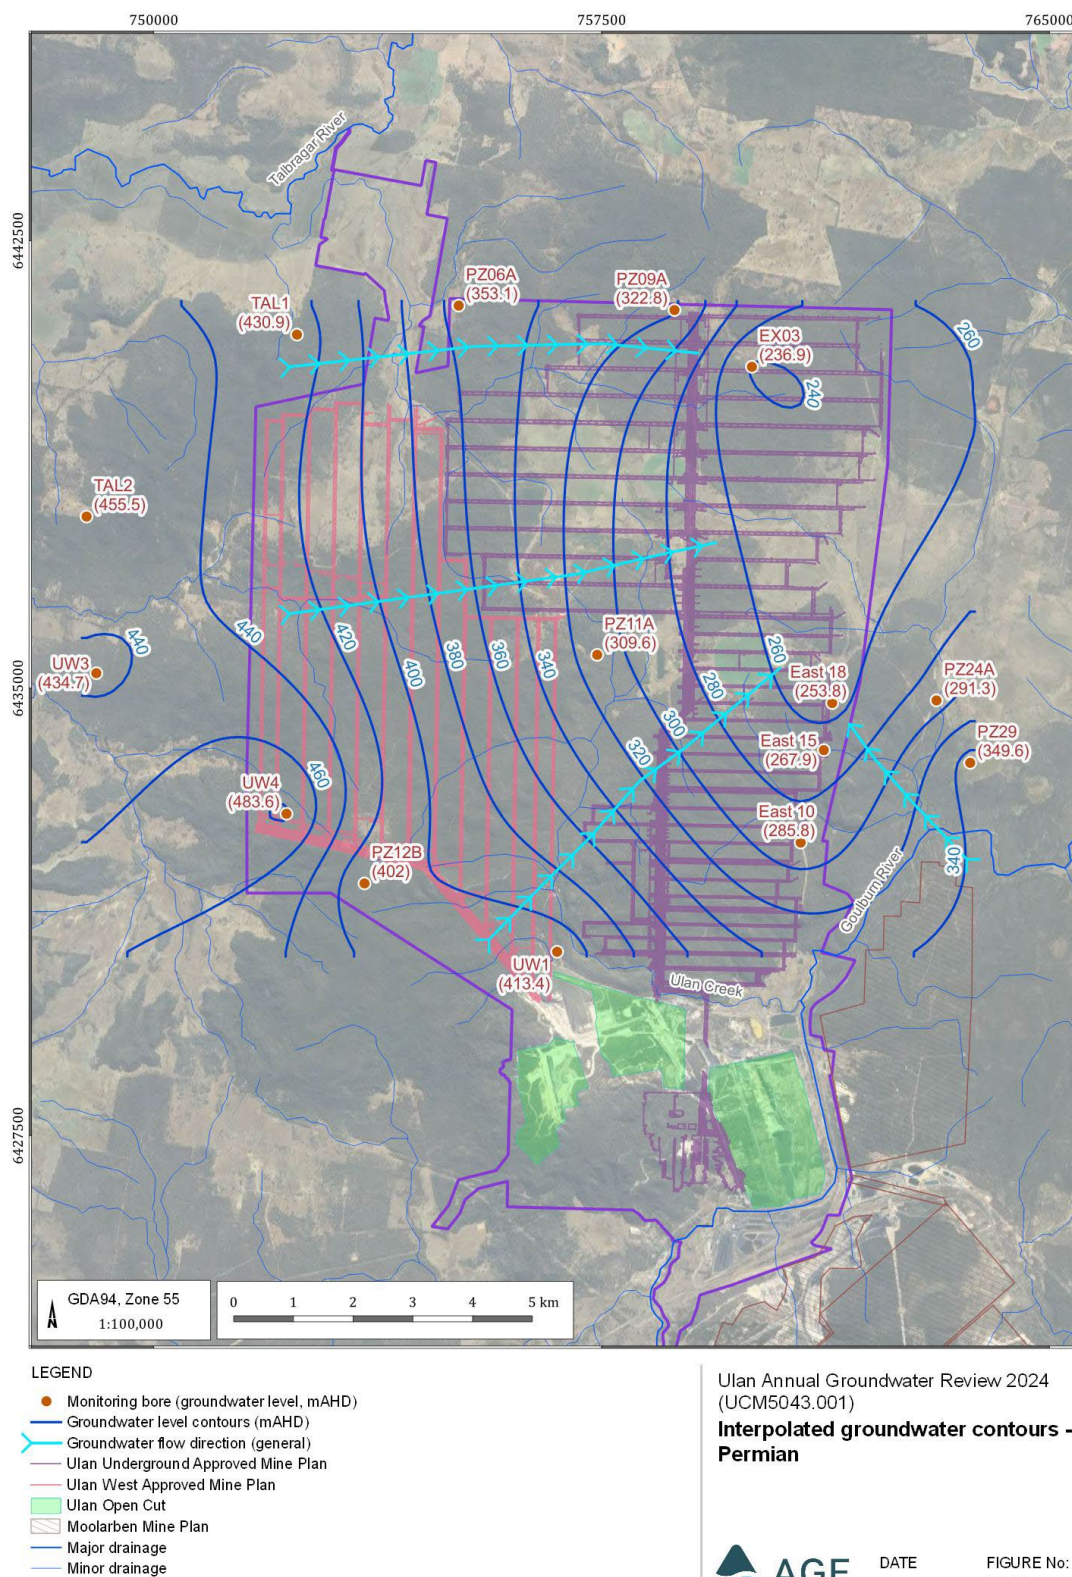 750000
757500
765000
6442500
6435000
6427500
Talbragar River
PZ06A
(353.1)
PZ09A
(322.8)
TAL1
(430.9)
EX03
(236.9)
260
240
TAL2
(455.5)
440
420
400
380
360
340
PZ11A
(309.6)
260
280
300
320
East 18
(253.8)
PZ24A
(291.3)
UW3
(434.7)
440
PZ29
(349.6)
East 15
(267.9)
460
UW4
(483.6)
East 10
(285.8)
PZ12B
(402)
340
Goulburn River
UW1
(413.4)
Ulan Creek
GDA94, Zone 55
1:100,000
N
0 1 2 3 4 5 km
LEGEND
Monitoring bore (groundwater level, mAHD)
Groundwater level contours (mAHD)
Groundwater flow direction (general)
Ulan Underground Approved Mine Plan
Ulan West Approved Mine Plan
Ulan Open Cut
Moolarben Mine Plan
Major drainage
Minor drainage
Ulan Annual Groundwater Review 2024
(UCM5043.001)
Interpolated groundwater contours -
Permian
AGE
DATE
FIGURE No: